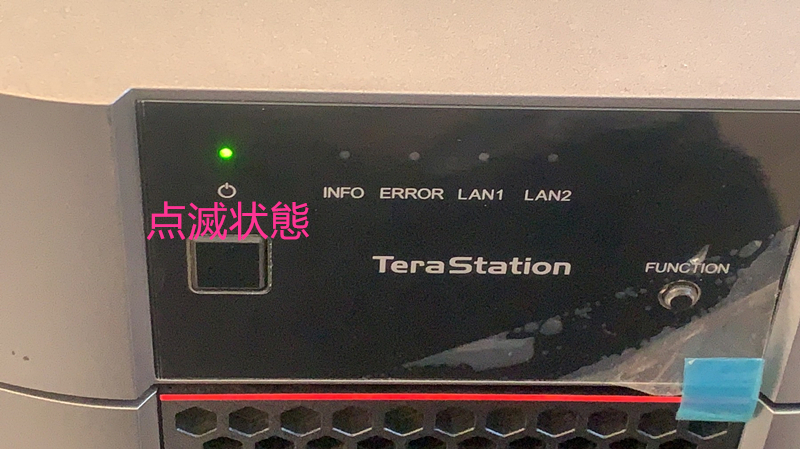 INFO ERROR LAN1 LAN2
点滅状態
TeraStation
FUNCTION